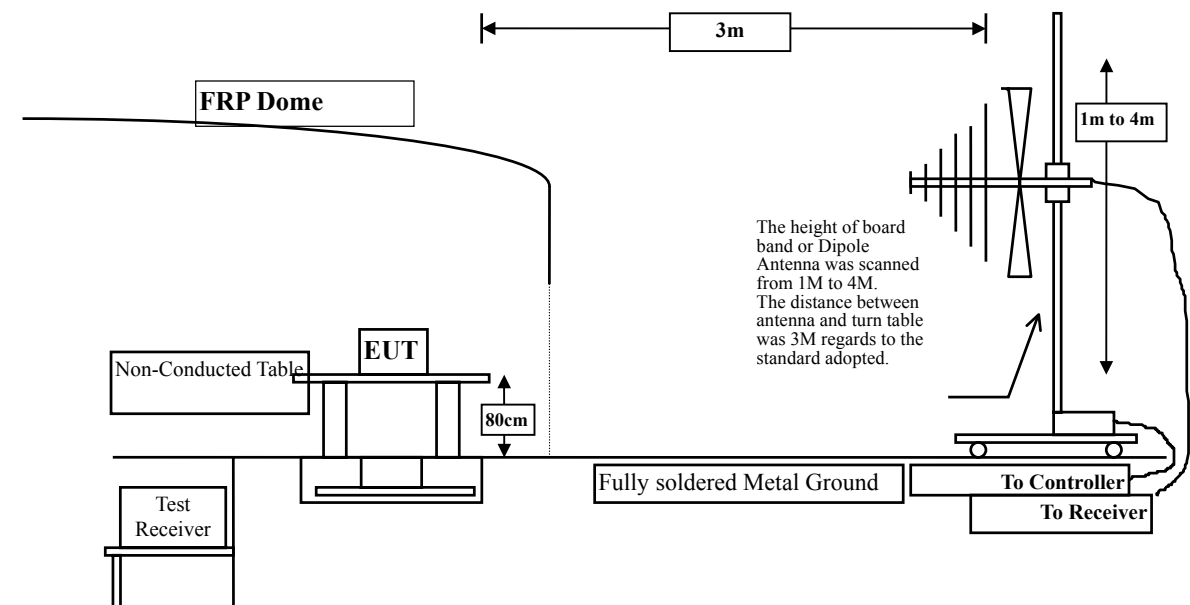 3m
FRP Dome
1m to 4m
The height of board
band or Dipole
Antenna was scanned
from 1M to 4M.
The distance between
antenna and turn table
was 3M regards to the
standard adopted.
EUT
Non-Conducted Table
80cm
Fully soldered Metal Ground
To Controller
To Receiver
Test
Receiver